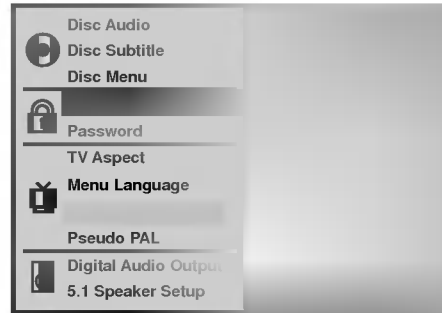 Disc Audio
Disc Subtitle
Disc Menu
Password
TV Aspect
Menu Language
Pseudo PAL
Digital Audio Output
5.1 Speaker Setup